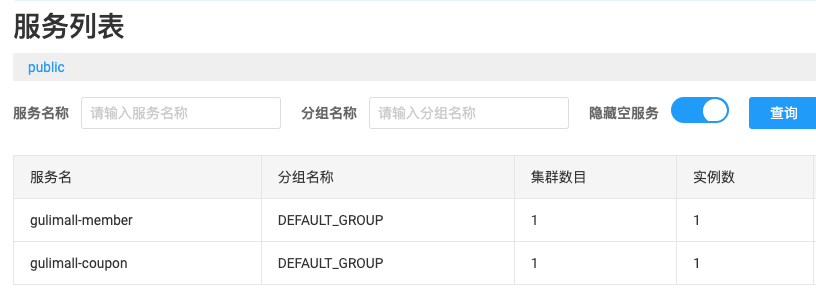 服务列表
public
服务名称 请输入服务名称 分组名称 请输入分组名称 隐藏空服务 查询
服务名 分组名称 集群数目 实例数
gulimall-member DEFAULT_GROUP 1 1
gulimall-coupon DEFAULT_GROUP 1 1